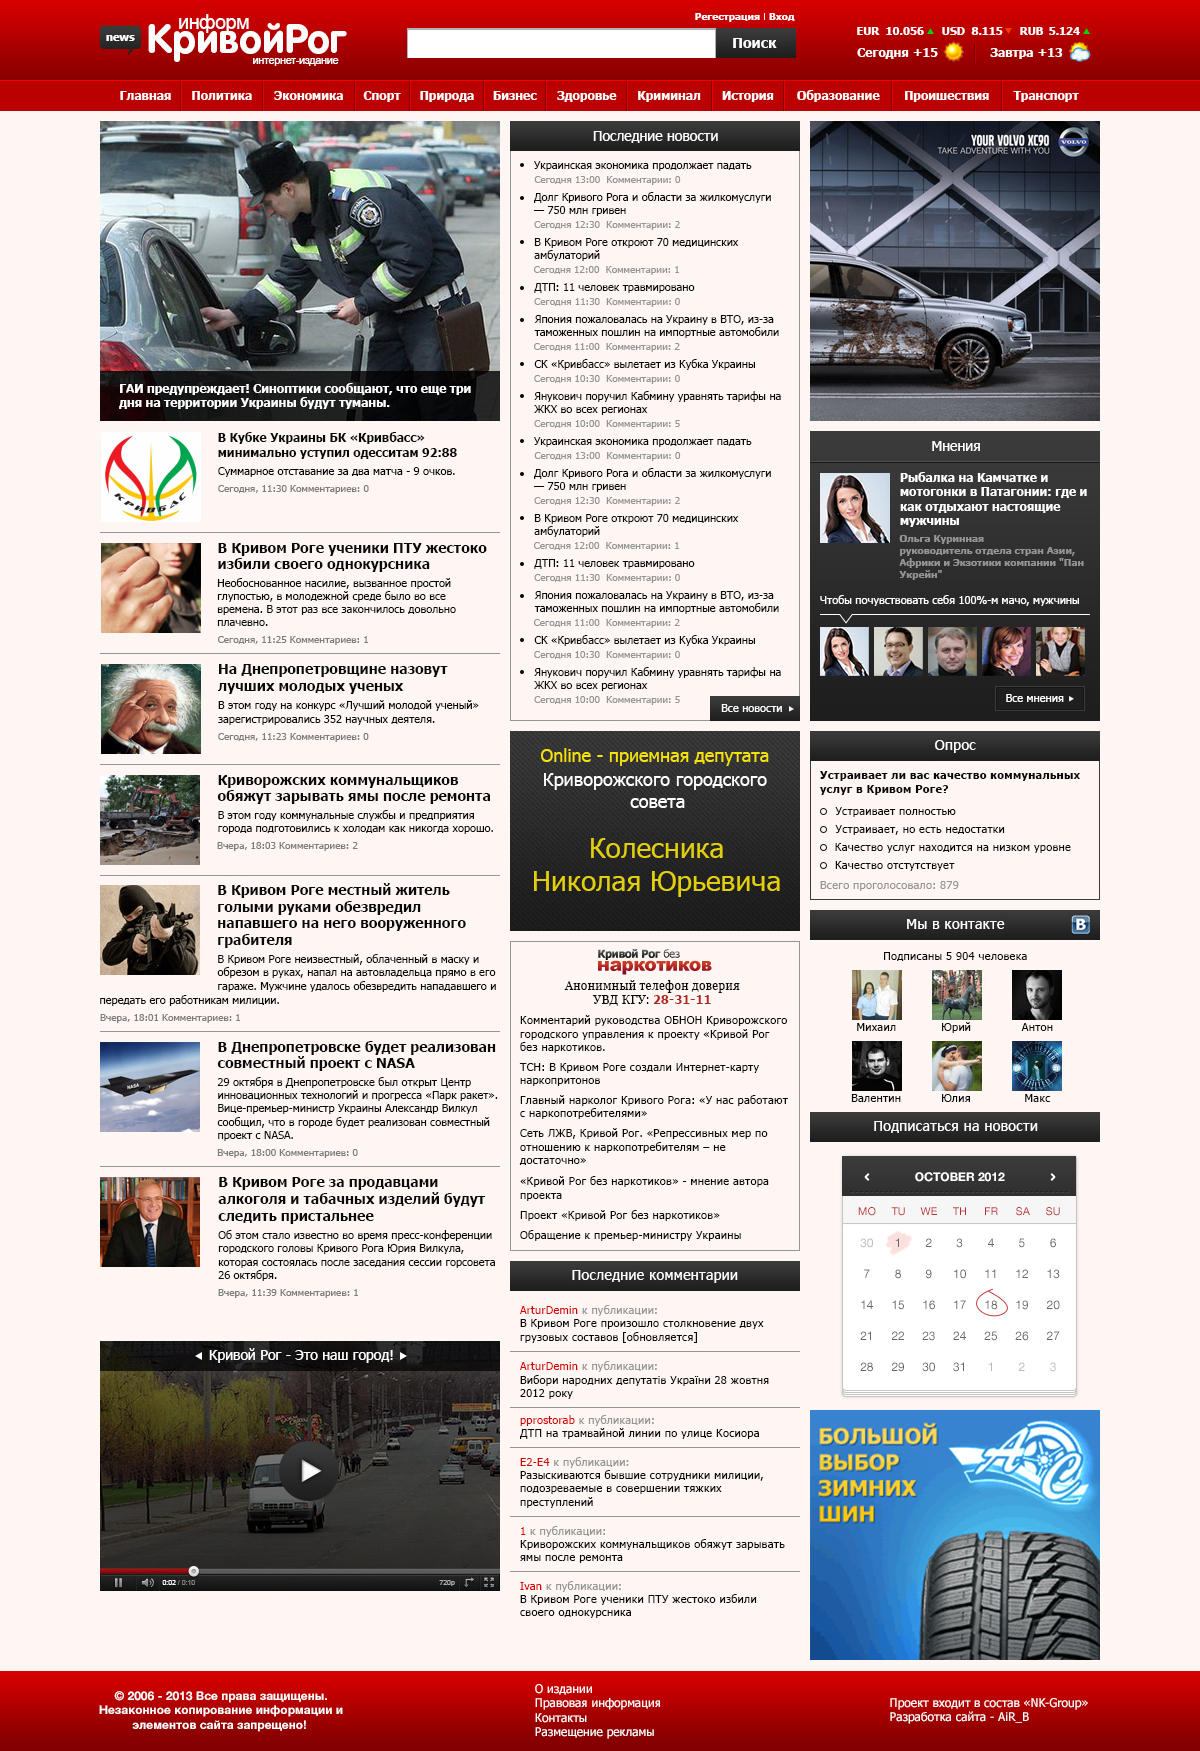 Регестрация | Вход
информ
news
КривойРог
интернет-издание
Поиск
EUR 10.056 USD 8.115 RUB 5.124
Сегодня +15 Завтра +13
Главная Политика Экономика Спорт Природа Бизнес Здоровье Криминал История Образование Проишествия Транспорт
ГАИ предупреждает! Синоптики сообщают, что еще три
дня на территории Украины будут туманы.
КРИВБАС
В Кубке Украины БК «Кривбасс»
минимально уступил одесситам 92:88
Суммарное отставание за два матча - 9 очков.
Сегодня, 11:30 Комментариев: 0
В Кривом Роге ученики ПТУ жестоко
избили своего однокурсника
Необоснованное насилие, вызванное простой
глупостью, в молодежной среде было во все
времена. В этот раз все закончилось довольно
плачевно.
Сегодня, 11:25 Комментариев: 1
На Днепропетровщине назовут
лучших молодых ученых
В этом году на конкурс «Лучший молодой ученый»
зарегистрировались 352 научных деятеля.
Сегодня, 11:23 Комментариев: 0
Криворожских коммунальщиков
обяжут зарывать ямы после ремонта
В этом году коммунальные службы и предприятия
города подготовились к холодам как никогда хорошо.
Вчера, 18:03 Комментариев: 2
В Кривом Роге местный житель
голыми руками обезвредил
напавшего на него вооруженного
грабителя
В Кривом Роге неизвестный, облаченный в маску и
обрезом в руках, напал на автовладельца прямо в его
гараже. Мужчине удалось обезвредить нападавшего и
передать его работникам милиции.
Вчера, 18:01 Комментариев: 1
NASA
В Днепропетровске будет реализован
совместный проект с NASA
29 октября в Днепропетровске был открыт Центр
инновационных технологий и прогресса «Парк ракет».
Вице-премьер-министр Украины Александр Вилкул
сообщил, что в городе будет реализован совместный
проект с NASA.
Вчера, 18:00 Комментариев: 0
В Кривом Роге за продавцами
алкоголя и табачных изделий будут
следить пристальнее
Об этом стало известно во время пресс-конференции
городского головы Кривого Рога Юрия Вилкула,
которая состоялась после заседания сессии горсовета
26 октября.
Вчера, 11:39 Комментариев: 1
Кривой Рог - Это наш город!
0:02 / 0:10 720p
Последние новости
Украинская экономика продолжает падать
Сегодня 13:00 Комментарии: 0
Долг Кривого Рога и области за жилкомуслуги
— 750 млн гривен
Сегодня 12:30 Комментарии: 2
В Кривом Роге откроют 70 медицинских
амбулаторий
Сегодня 12:00 Комментарии: 1
ДТП: 11 человек травмировано
Сегодня 11:30 Комментарии: 0
Япония пожаловалась на Украину в ВТО, из-за
таможенных пошлин на импортные автомобили
Сегодня 11:00 Комментарии: 2
СК «Кривбасс» вылетает из Кубка Украины
Сегодня 10:30 Комментарии: 0
Янукович поручил Кабмину уравнять тарифы на
ЖКХ во всех регионах
Сегодня 10:00 Комментарии: 5
Украинская экономика продолжает падать
Сегодня 13:00 Комментарии: 0
Долг Кривого Рога и области за жилкомуслуги
— 750 млн гривен
Сегодня 12:30 Комментарии: 2
В Кривом Роге откроют 70 медицинских
амбулаторий
Сегодня 12:00 Комментарии: 1
ДТП: 11 человек травмировано
Сегодня 11:30 Комментарии: 0
Япония пожаловалась на Украину в ВТО, из-за
таможенных пошлин на импортные автомобили
Сегодня 11:00 Комментарии: 2
СК «Кривбасс» вылетает из Кубка Украины
Сегодня 10:30 Комментарии: 0
Янукович поручил Кабмину уравнять тарифы на
ЖКХ во всех регионах
Сегодня 10:00 Комментарии: 5
Все новости
Online - приемная депутата
Криворожского городского
совета
Колесника
Николая Юрьевича
Кривой Рог без
наркотиков
Анонимный телефон доверия
УВД КГУ: 28-31-11
Комментарий руководства ОБНОН Криворожского
городского управления к проекту «Кривой Рог
без наркотиков.
ТСН: В Кривом Роге создали Интернет-карту
наркопритонов
Главный нарколог Кривого Рога: «У нас работают
с наркопотребителями»
Сеть ЛЖВ, Кривой Рог. «Репрессивных мер по
отношению к наркопотребителям – не
достаточно»
«Кривой Рог без наркотиков» - мнение автора
проекта
Проект «Кривой Рог без наркотиков»
Обращение к премьер-министру Украины
Последние комментарии
ArturDemin к публикации:
В Кривом Роге произошло столкновение двух
грузовых составов [обновляется]
ArturDemin к публикации:
Вибори народних депутатів України 28 жовтня
2012 року
pprostorab к публикации:
ДТП на трамвайной линии по улице Косиора
E2-E4 к публикации:
Разыскиваются бывшие сотрудники милиции,
подозреваемые в совершении тяжких
преступлений
1 к публикации:
Криворожских коммунальщиков обяжут зарывать
ямы после ремонта
Ivan к публикации:
В Кривом Роге ученики ПТУ жестоко избили
своего однокурсника
YOUR VOLVO XC90
TAKE ADVENTURE WITH YOU
VOLVO
Мнения
Рыбалка на Камчатке и
мотогонки в Патагонии: где и
как отдыхают настоящие
мужчины
Ольга Куринная
руководитель отдела стран Азии,
Африки и Экзотики компании "Пан
Укрейн"
Чтобы почувствовать себя 100%-м мачо, мужчины
Все мнения
Опрос
Устраивает ли вас качество коммунальных
услуг в Кривом Роге?
Устраивает полностью
Устраивает, но есть недостатки
Качество услуг находится на низком уровне
Качество отстутствует
Всего проголосовало: 879
Мы в контакте
В
Подписаны 5 904 человека
Михаил Юрий Антон
Валентин Юлия Макс
Подписаться на новости
‹ OCTOBER 2012 ›
MO TU WE TH FR SA SU
30 1 2 3 4 5 6
7 8 9 10 11 12 13
14 15 16 17 18 19 20
21 22 23 24 25 26 27
28 29 30 31 1 2 3
БОЛЬШОЙ
ВЫБОР
ЗИМНИХ
ШИН
© 2006 - 2013 Все права защищены.
Незаконное копирование информации и
элементов сайта запрещено!
О издании
Правовая информация
Контакты
Размещение рекламы
Проект входит в состав «NK-Group»
Разработка сайта - AiR_B